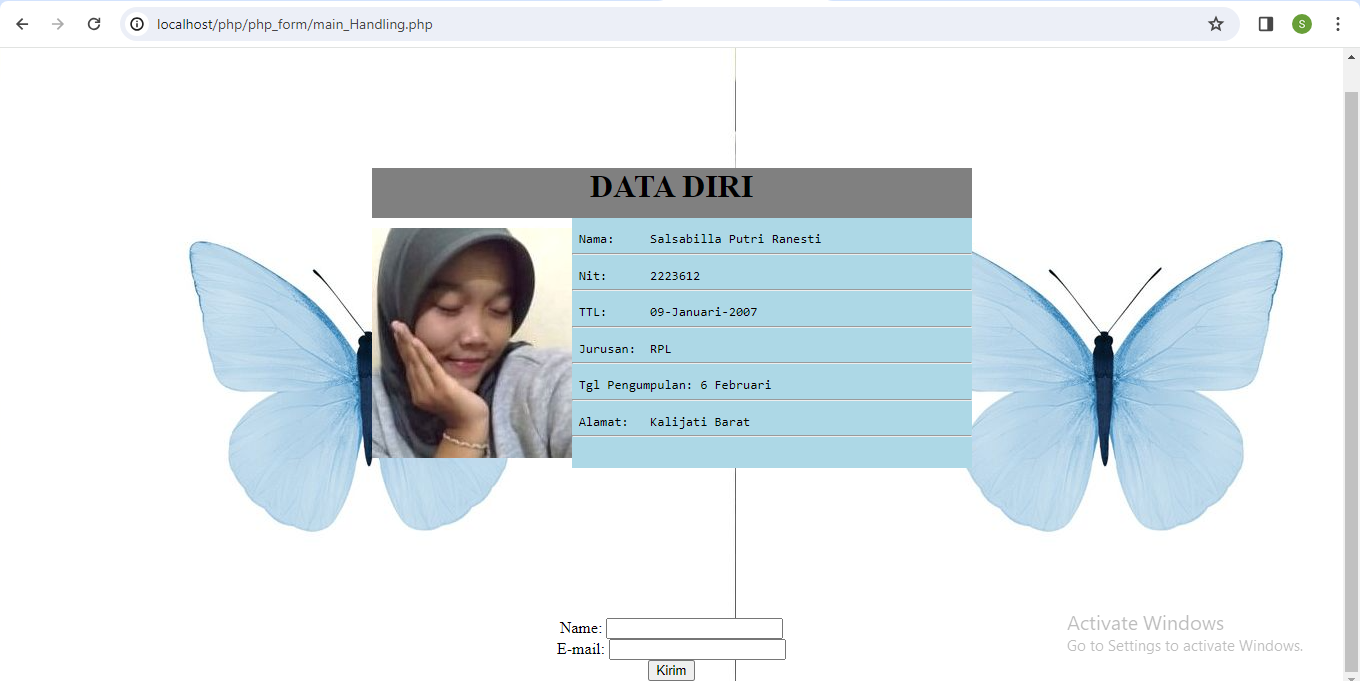 localhost/php/php_form/main_Handling.php
S
DATA DIRI
Nama: Salsabilla Putri Ranesti
Nit: 2223612
TTL: 09-Januari-2007
Jurusan: RPL
Tgl Pengumpulan: 6 Februari
Alamat: Kalijati Barat
Name:
E-mail:
Kirim
Activate Windows
Go to Settings to activate Windows.